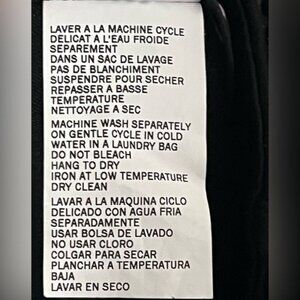 LAVER A LA MACHINE CYCLE
DELICAT A L'EAU FROIDE
SEPAREMENT
DANS UN SAC DE LAVAGE
PAS DE BLANCHIMENT
SUSPENDRE POUR SECHER
REPASSER A BASSE
TEMPERATURE
NETTOYAGE A SEC
MACHINE WASH SEPARATELY
ON GENTLE CYCLE IN COLD
WATER IN A LAUNDRY BAG
DO NOT BLEACH
HANG TO DRY
IRON AT LOW TEMPERATURE
DRY CLEAN
LAVAR A LA MAQUINA CICLO
DELICADO CON AGUA FRIA
SEPARADAMENTE
USAR BOLSA DE LAVADO
NO USAR CLORO
COLGAR PARA SECAR
PLANCHAR A TEMPERATURA
BAJA
LAVAR EN SECO